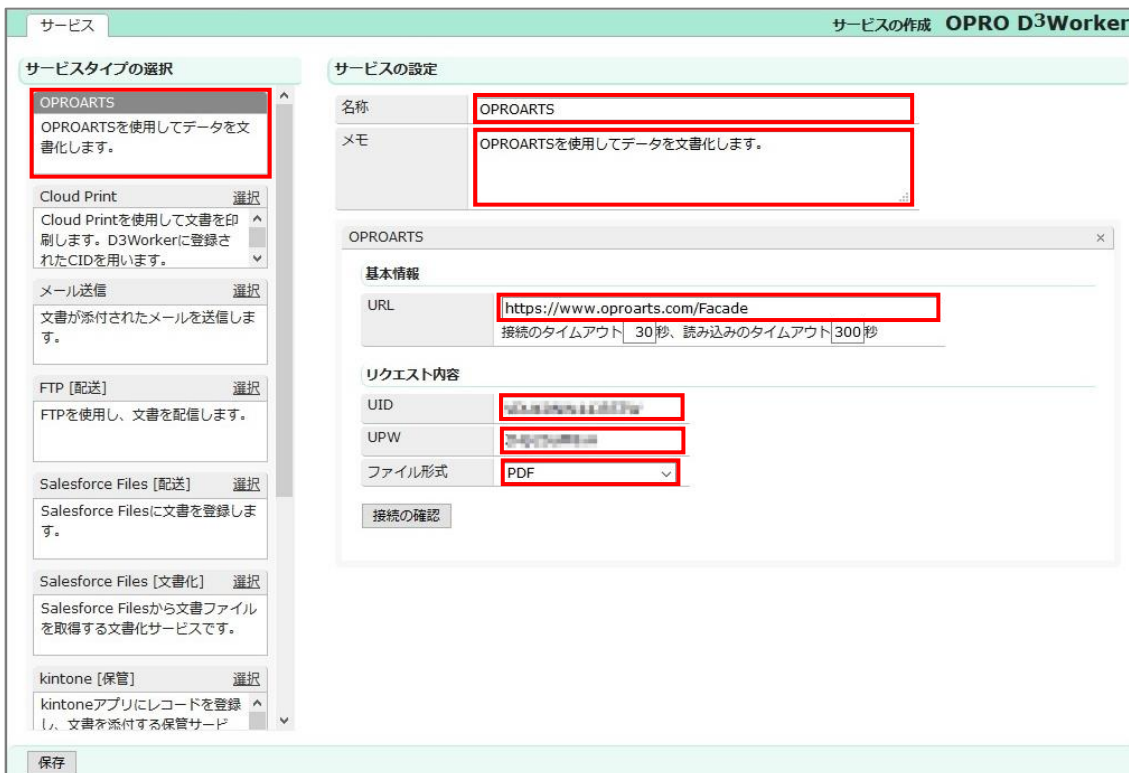 サービス
サービスの作成 OPRO D3Worker
サービスタイプの選択
OPROARTS
OPROARTSを使用してデータを文
書化します。
Cloud Print 選択
Cloud Printを使用して文書を印
刷します。D3Workerに登録さ
れたCIDを用います。
メール送信 選択
文書が添付されたメールを送信しま
す。
FTP [配送] 選択
FTPを使用し、文書を配信します。
Salesforce Files [配送] 選択
Salesforce Filesに文書を登録しま
す。
Salesforce Files [文書化] 選択
Salesforce Filesから文書ファイル
を取得する文書化サービスです。
kintone [保管] 選択
kintoneアプリにレコードを登録
し、文書を添付する保管サービ
サービスの設定
名称 OPROARTS
メモ OPROARTSを使用してデータを文書化します。
OPROARTS ×
基本情報
URL https://www.oproarts.com/Facade
接続のタイムアウト 30秒、読み込みのタイムアウト300秒
リクエスト内容
UID
UPW
ファイル形式 PDF
接続の確認
保存